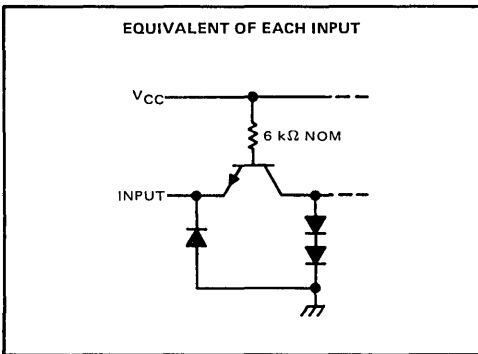 EQUIVALENT OF EACH INPUT
VCC
6 kΩ NOM
INPUT